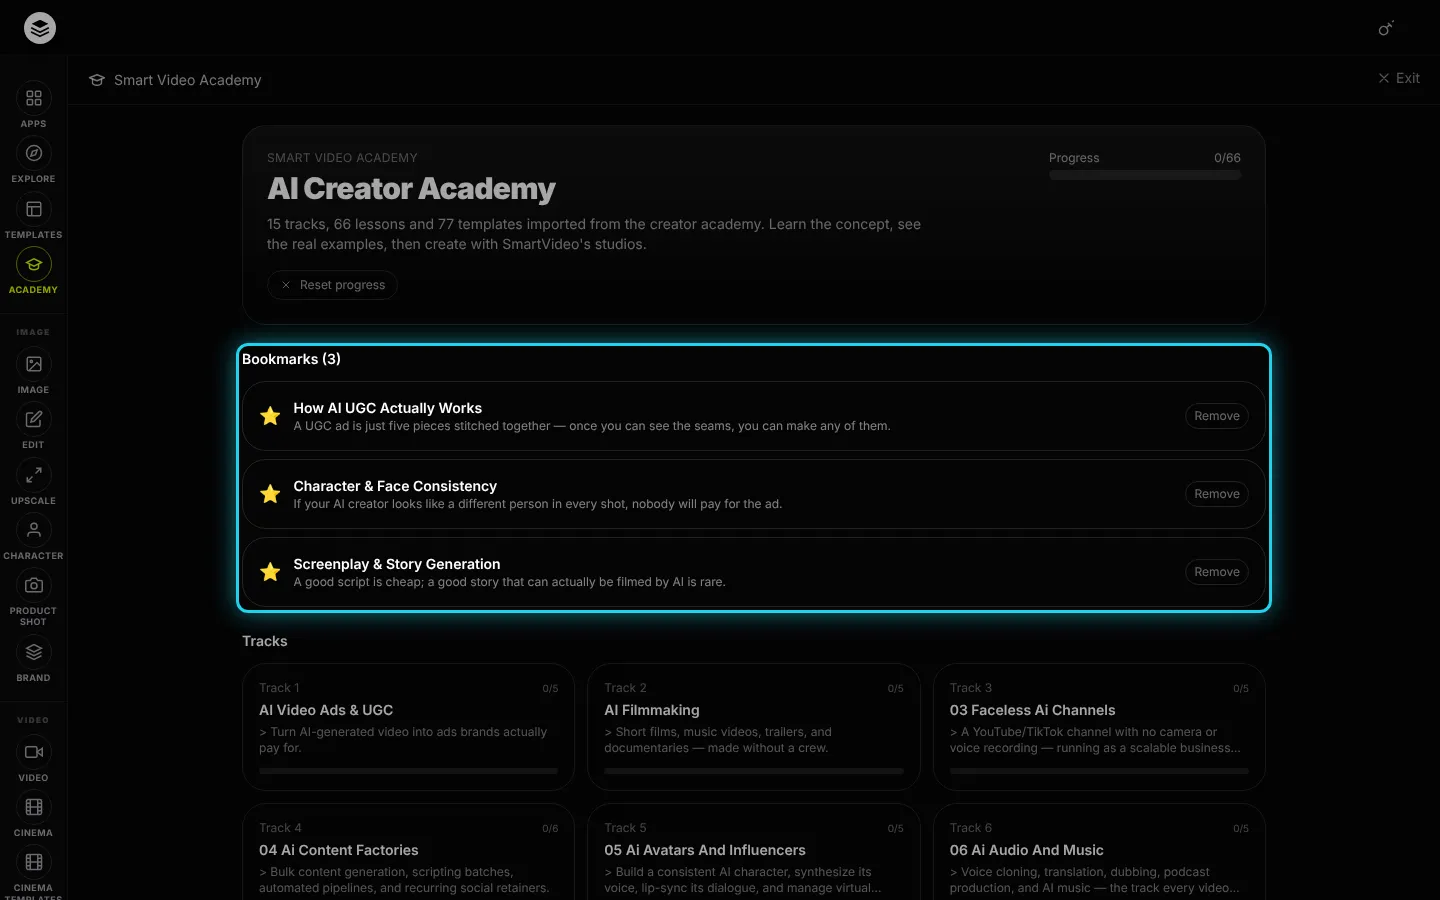 Smart Video Academy
Exit
APPS
EXPLORE
TEMPLATES
ACADEMY
IMAGE
IMAGE
EDIT
UPSCALE
CHARACTER
PRODUCT
SHOT
BRAND
VIDEO
VIDEO
CINEMA
CINEMA
TEMPLATES
SMART VIDEO ACADEMY
Progress 0/66
AI Creator Academy
15 tracks, 66 lessons and 77 templates imported from the creator academy. Learn the concept, see
the real examples, then create with SmartVideo's studios.
Reset progress
Bookmarks (3)
How AI UGC Actually Works
A UGC ad is just five pieces stitched together — once you can see the seams, you can make any of them.
Remove
Character & Face Consistency
If your AI creator looks like a different person in every shot, nobody will pay for the ad.
Remove
Screenplay & Story Generation
A good script is cheap; a good story that can actually be filmed by AI is rare.
Remove
Tracks
Track 1 0/5
AI Video Ads & UGC
> Turn AI-generated video into ads brands actually
pay for.
Track 2 0/5
AI Filmmaking
> Short films, music videos, trailers, and
documentaries — made without a crew.
Track 3 0/5
03 Faceless Ai Channels
> A YouTube/TikTok channel with no camera or
voice recording — running as a scalable business...
Track 4 0/6
04 Ai Content Factories
> Bulk content generation, scripting batches,
automated pipelines, and recurring social retainers.
Track 5 0/5
05 Ai Avatars And Influencers
> Build a consistent AI character, synthesize its
voice, lip-sync its dialogue, and manage virtual...
Track 6 0/5
06 Ai Audio And Music
> Voice cloning, translation, dubbing, podcast
production, and AI music — the track every video...